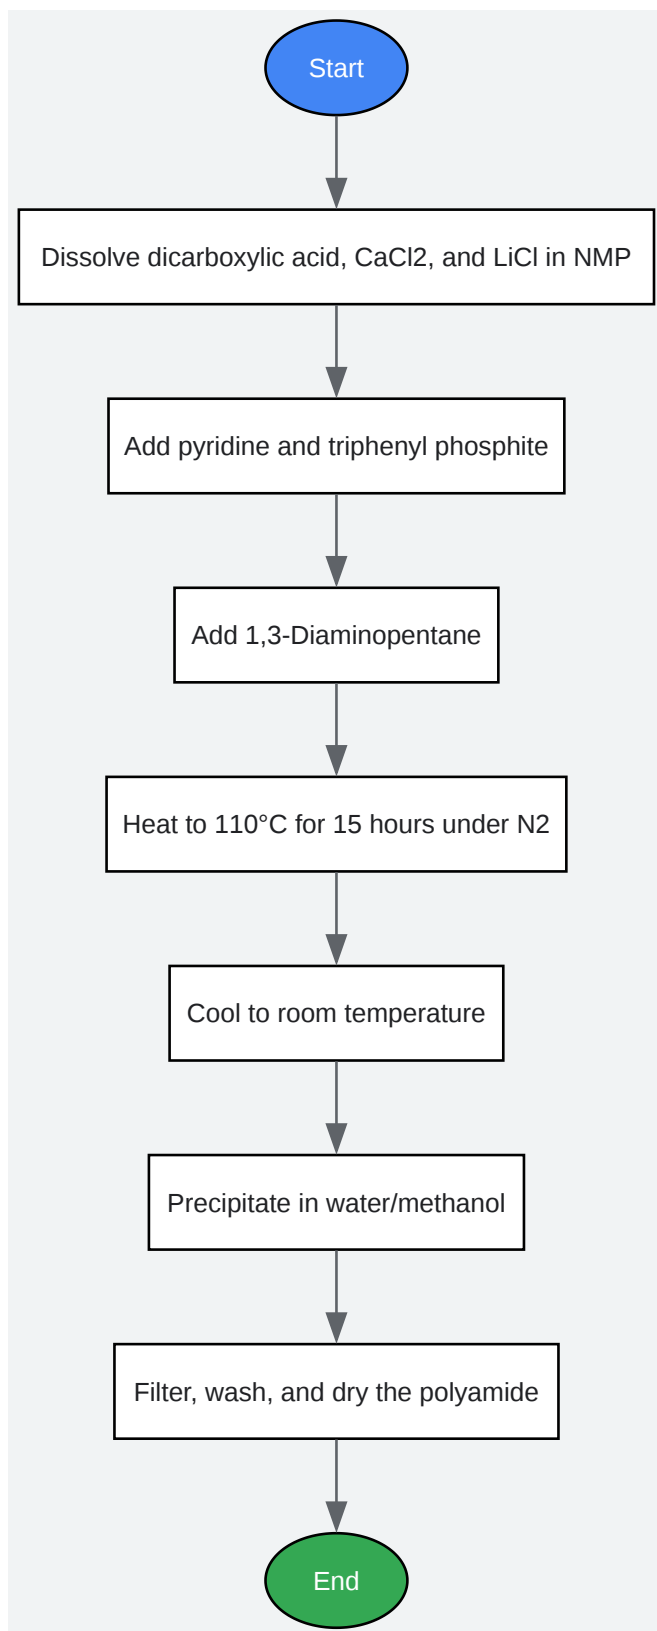 Start
Dissolve dicarboxylic acid, CaCl2, and LiCl in NMP
Add pyridine and triphenyl phosphite
Add 1,3-Diaminopentane
Heat to 110°C for 15 hours under N2
Cool to room temperature
Precipitate in water/methanol
Filter, wash, and dry the polyamide
End